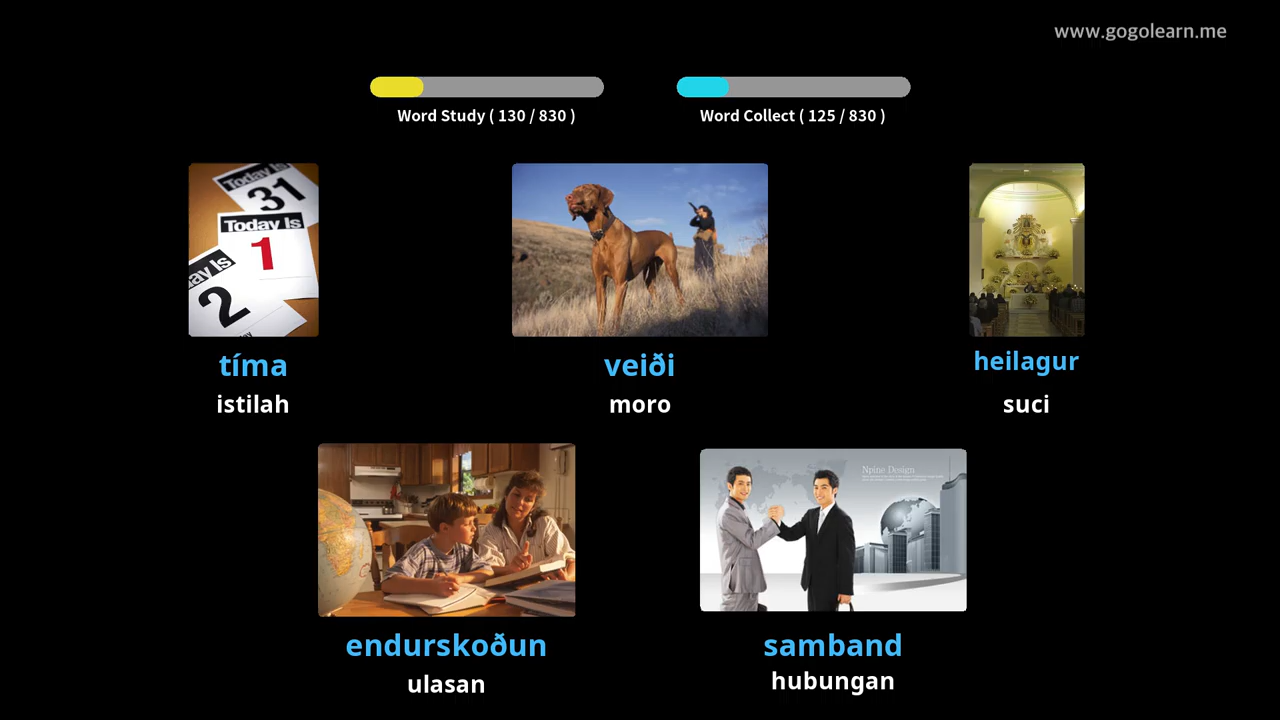 www.gogolearn.me
Word Study ( 130 / 830 )
Word Collect ( 125 / 830 )
Today Is
31
Today Is
1
ay Is
2
tíma
istilah
veiði
moro
heilagur
suci
Npine Design
endurskoðun
ulasan
samband
hubungan